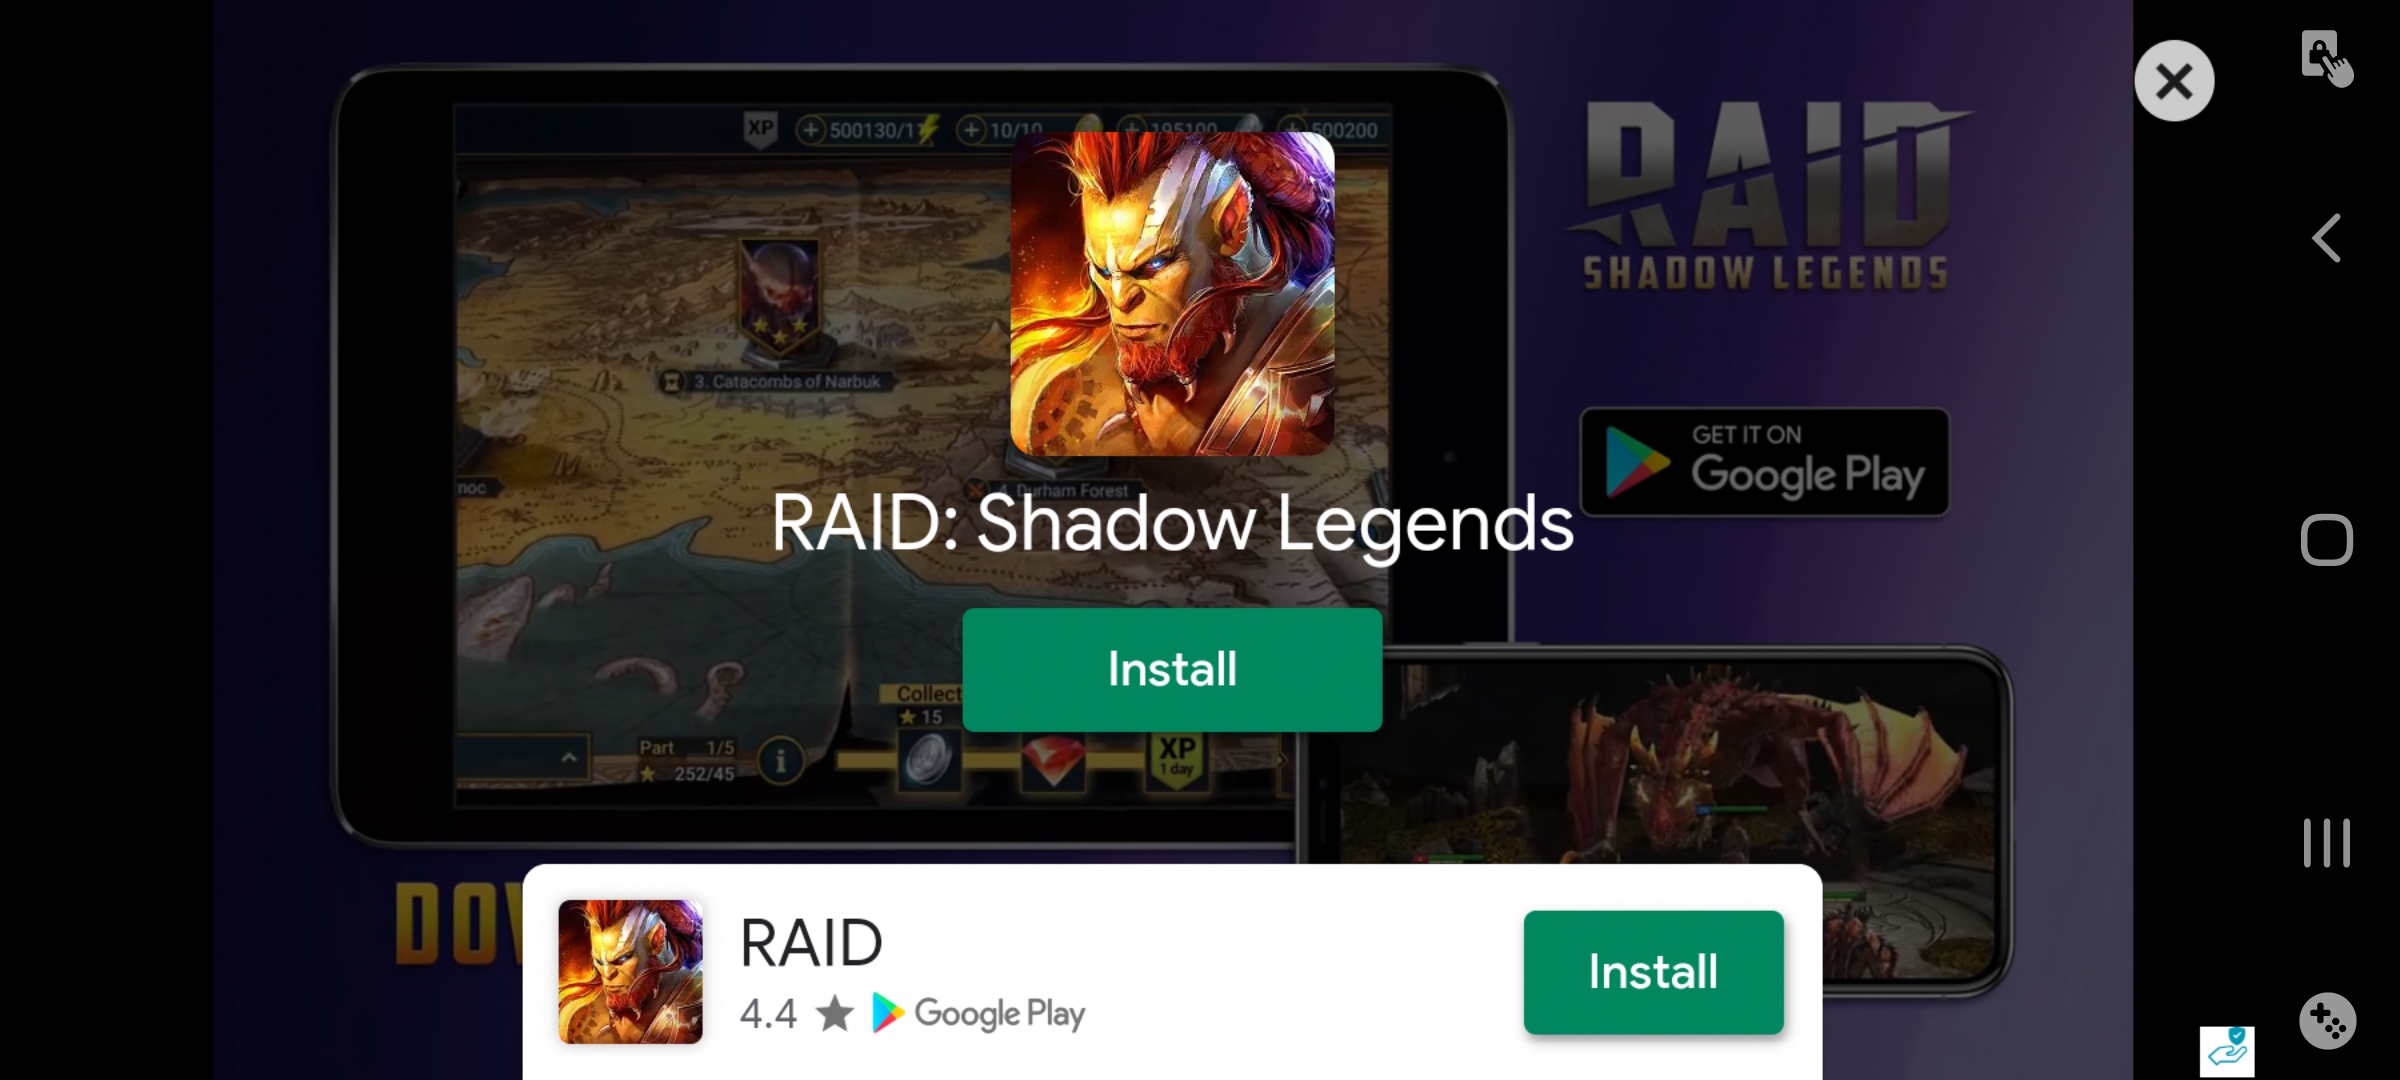 XP
500130/1
10/10
195100
500200
RAID
SHADOW LEGENDS
3. Catacombs of Narbuk
GET IT ON
Google Play
noc
4. Durham Forest
RAID: Shadow Legends
Install
Collect
15
Part 1/5
252/45
i
XP
1 day
DOW
RAID
4.4 ★ Google Play
Install